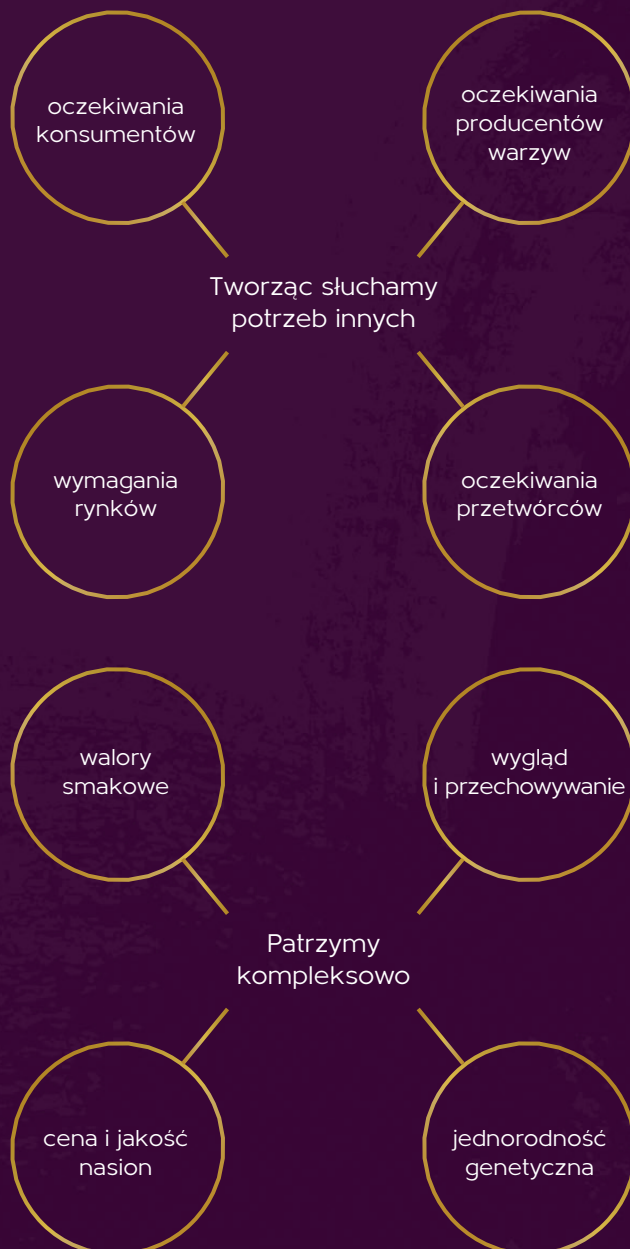 oczekiwania
konsumentów
oczekiwania
producentów
warzyw
Tworząc słuchamy
potrzeb innych
wymagania
rynków
oczekiwania
przetwórców
walory
smakowe
wygląd
i przechowywanie
Patrzymy
kompleksowo
cena i jakość
nasion
jednorodność
genetyczna